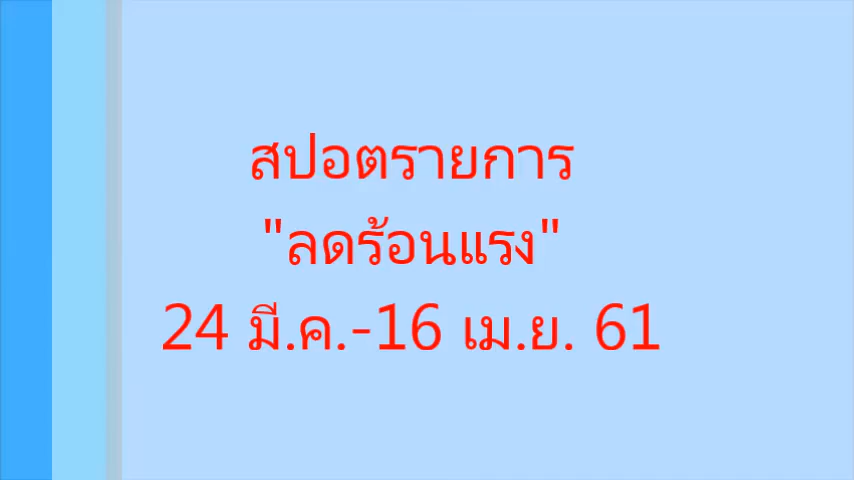 สปอตรายการ
"ลดร้อนแรง"
24 มี.ค.-16 เม.ย. 61